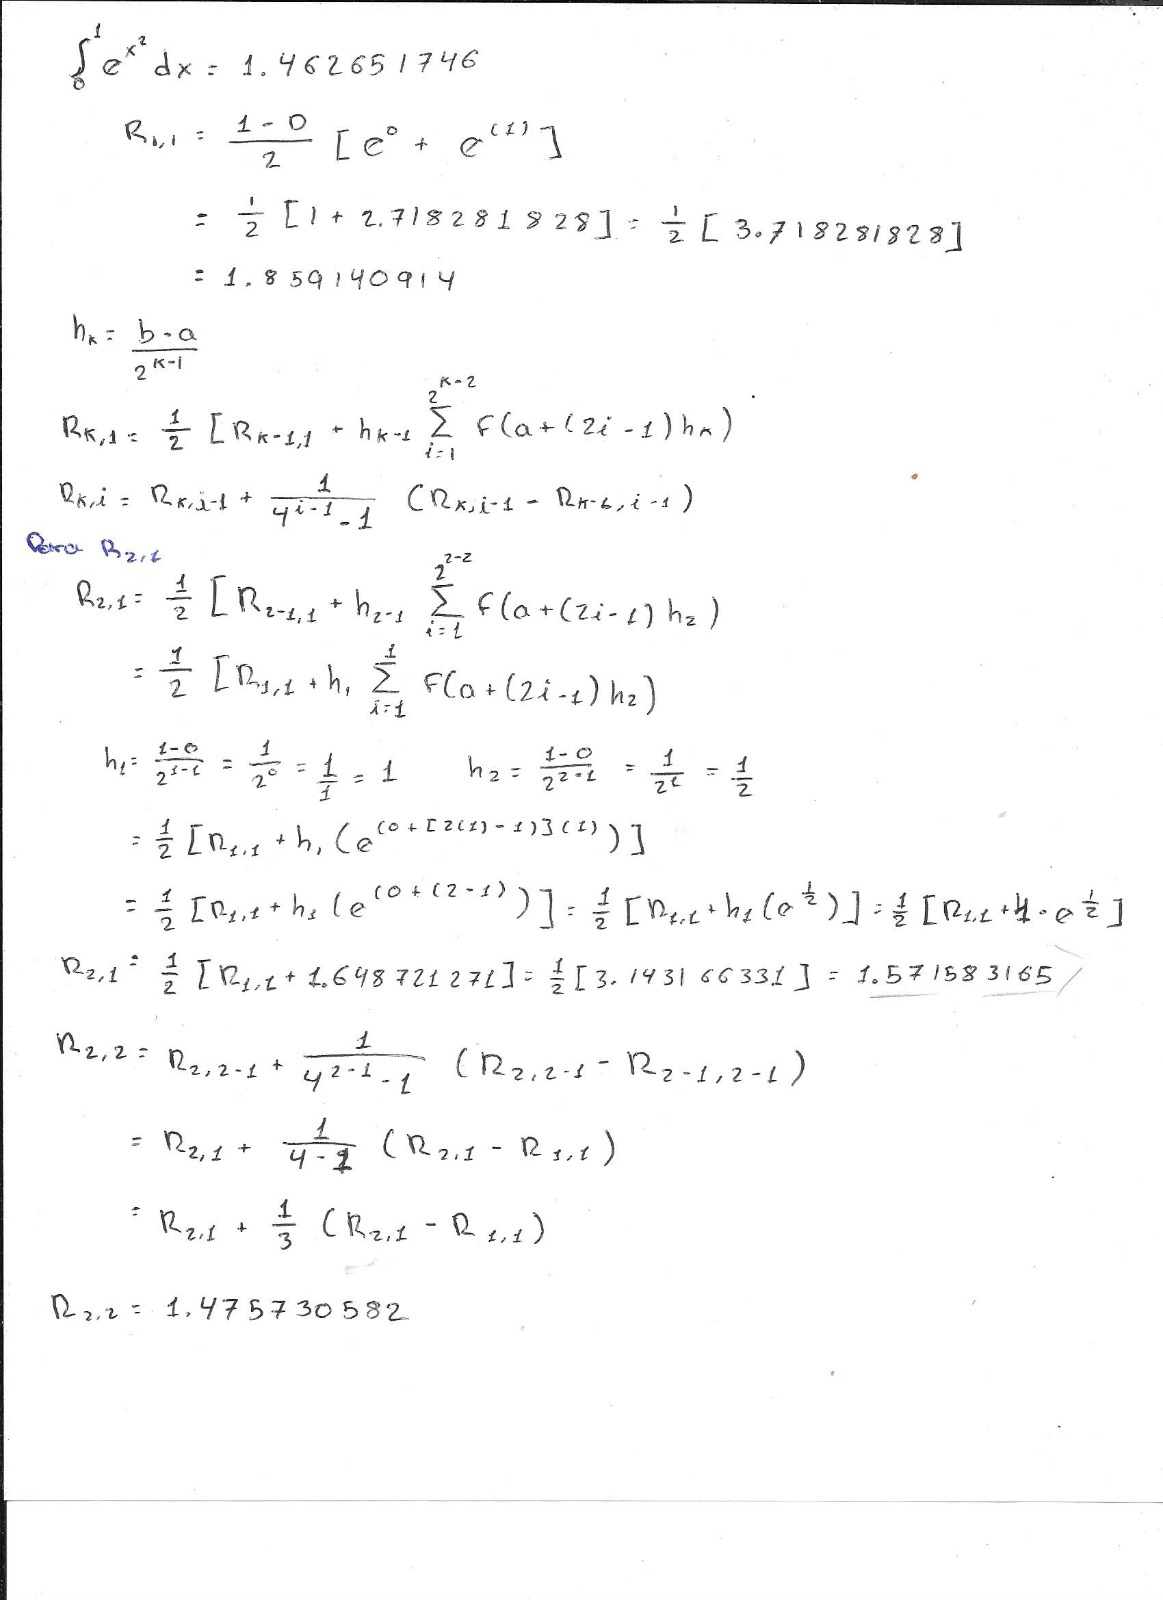 ∫₀¹ e^{x²} dx = 1.462651746
R₁,₁ = \frac{1-0}{2} [e⁰ + e^{(1)}]
= \frac{1}{2} [1 + 2.718281828] = \frac{1}{2} [3.718281828]
= 1.859140914
h_k = \frac{b-a}{2^{k-1}}
R_{k,1} = \frac{1}{2} [R_{k-1,1} + h_{k-1} \sum_{i=1}^{2^{k-2}} f(a+(2i-1)h_k)
R_{k,i} = R_{k,i-1} + \frac{1}{4^{i-1}-1} (R_{k,i-1} - R_{k-1,i-1})
Para R_{2,1}
R_{2,1} = \frac{1}{2} [R_{2-1,1} + h_{2-1} \sum_{i=1}^{2^{2-2}} f(a+(2i-1)h_2)
= \frac{1}{2} [R_{1,1} + h_1 \sum_{i=1}^{1} f(a+(2i-1)h_2)
h_1 = \frac{1-0}{2^{1-1}} = \frac{1}{2^0} = \frac{1}{1} = 1 h_2 = \frac{1-0}{2^{2-1}} = \frac{1}{2^1} = \frac{1}{2}
= \frac{1}{2} [R_{1,1} + h_1 (e^{(0+[2(1)-1)](1)})]
= \frac{1}{2} [R_{1,1} + h_1 (e^{(0+(2-1)})] = \frac{1}{2} [R_{1,1} + h_1 (e^{\frac{1}{2}})] = \frac{1}{2} [R_{1,1} + 1 · e^{\frac{1}{2}}]
R_{2,1} = \frac{1}{2} [R_{1,1} + 1.648721271] = \frac{1}{2} [3.143166331] = 1.571583165
R_{2,2} = R_{2,2-1} + \frac{1}{4^{2-1}-1} (R_{2,2-1} - R_{2-1,2-1})
= R_{2,1} + \frac{1}{4-1} (R_{2,1} - R_{1,1})
= R_{2,1} + \frac{1}{3} (R_{2,1} - R_{1,1})
R_{2,2} = 1.475730582